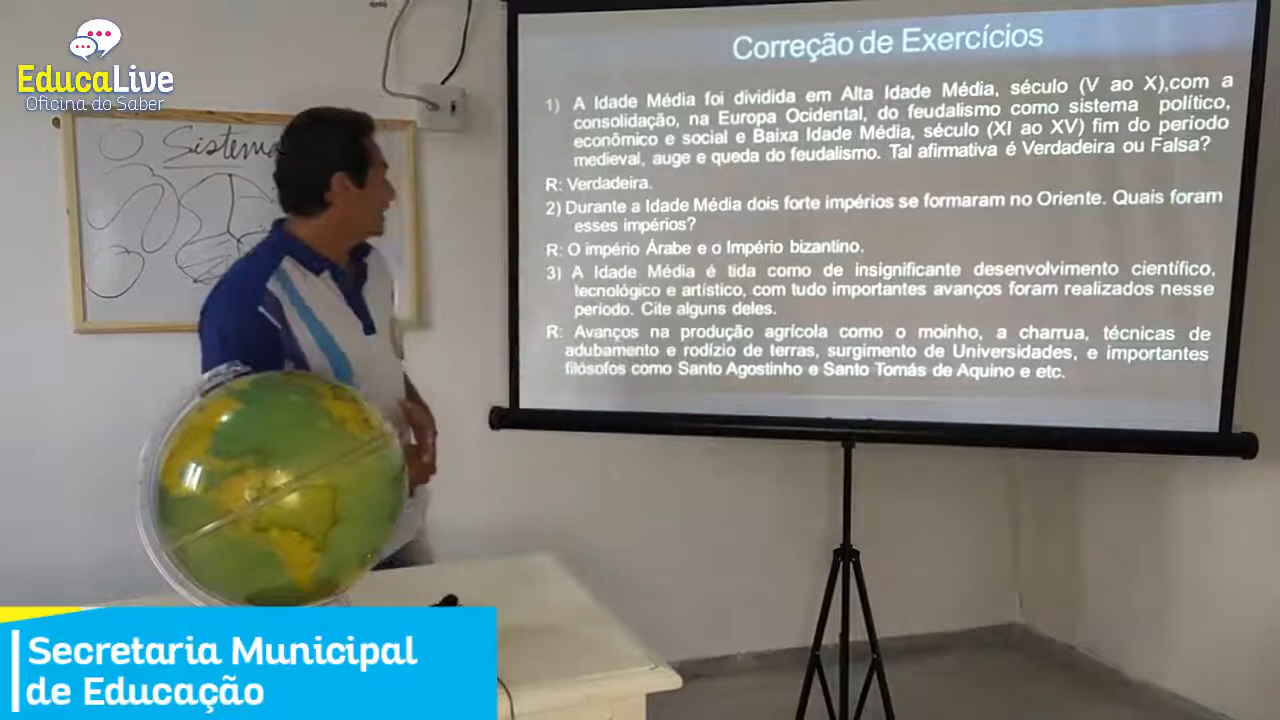 EducaLive
Oficina do Saber
Sistema
Correção de Exercícios
1) A Idade Média foi dividida em Alta Idade Média, século (V ao X),com a
consolidação, na Europa Ocidental, do feudalismo como sistema político,
econômico e social e Baixa Idade Média, século (XI ao XV) fim do período
medieval, auge e queda do feudalismo. Tal afirmativa é Verdadeira ou Falsa?
R: Verdadeira.
2) Durante a Idade Média dois forte impérios se formaram no Oriente. Quais foram
esses impérios?
R: O império Árabe e o Império bizantino.
3) A Idade Média é tida como de insignificante desenvolvimento científico,
tecnológico e artístico, com tudo importantes avanços foram realizados nesse
período. Cite alguns deles.
R: Avanços na produção agrícola como o moinho, a charrua, técnicas de
adubamento e rodízio de terras, surgimento de Universidades, e importantes
filósofos como Santo Agostinho e Santo Tomás de Aquino e etc.
Secretaria Municipal
de Educação